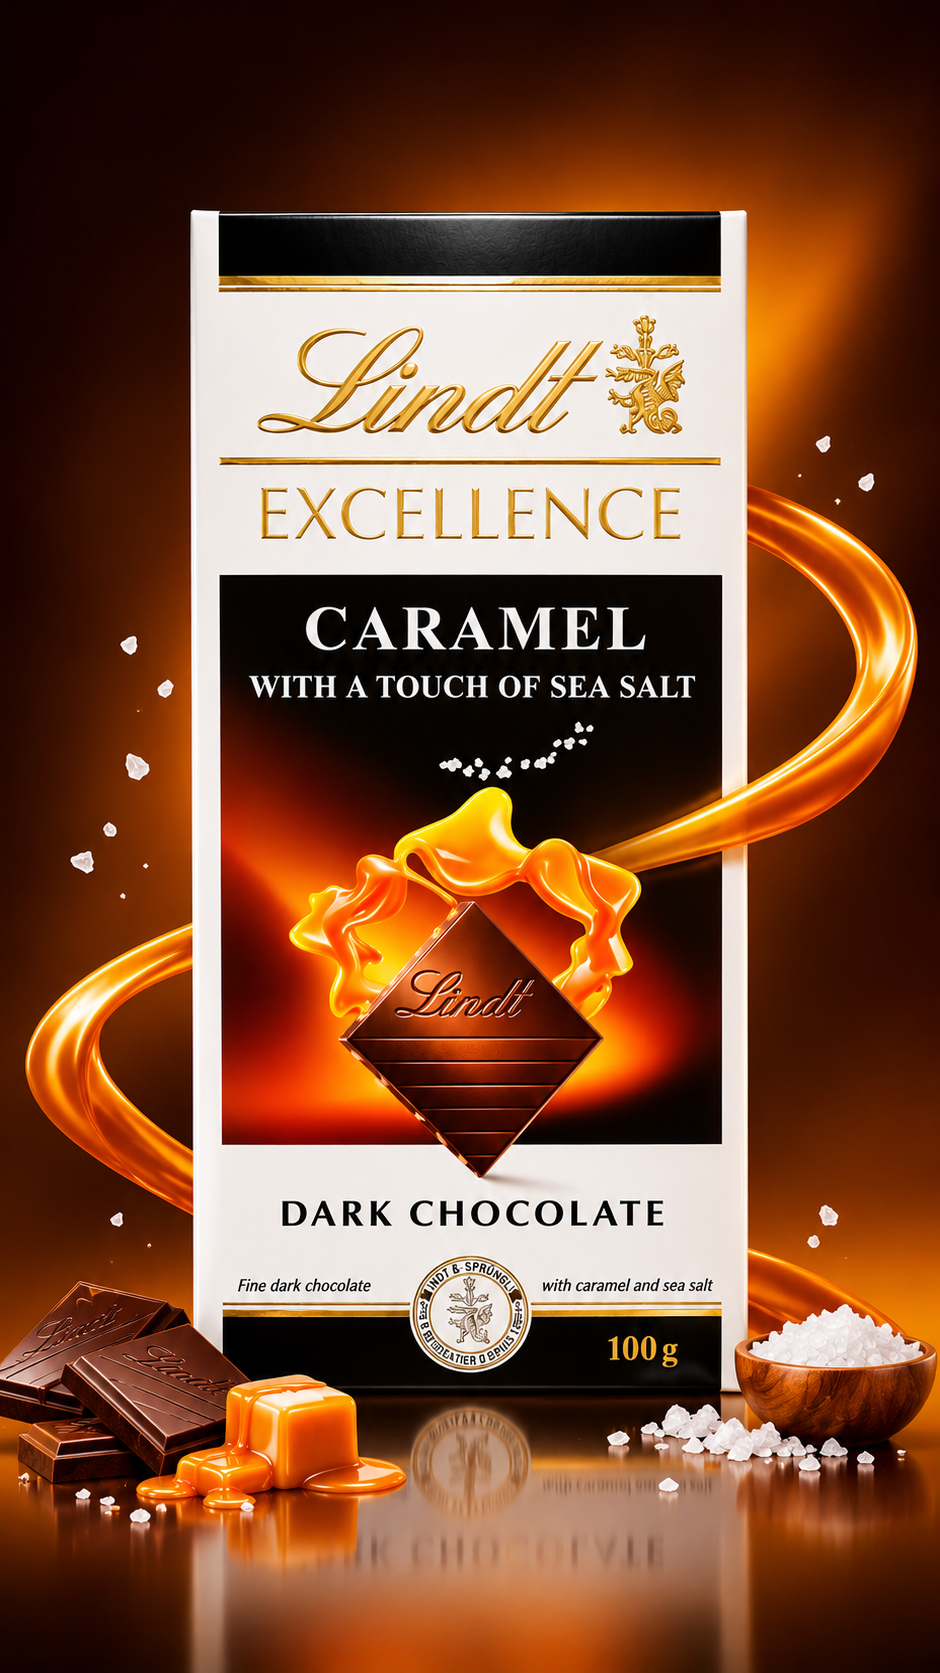 Lindt
EXCELLENCE
CARAMEL
WITH A TOUCH OF SEA SALT
Lindt
DARK CHOCOLATE
Fine dark chocolate
with caramel and sea salt
100 g
Lindt
Lindt